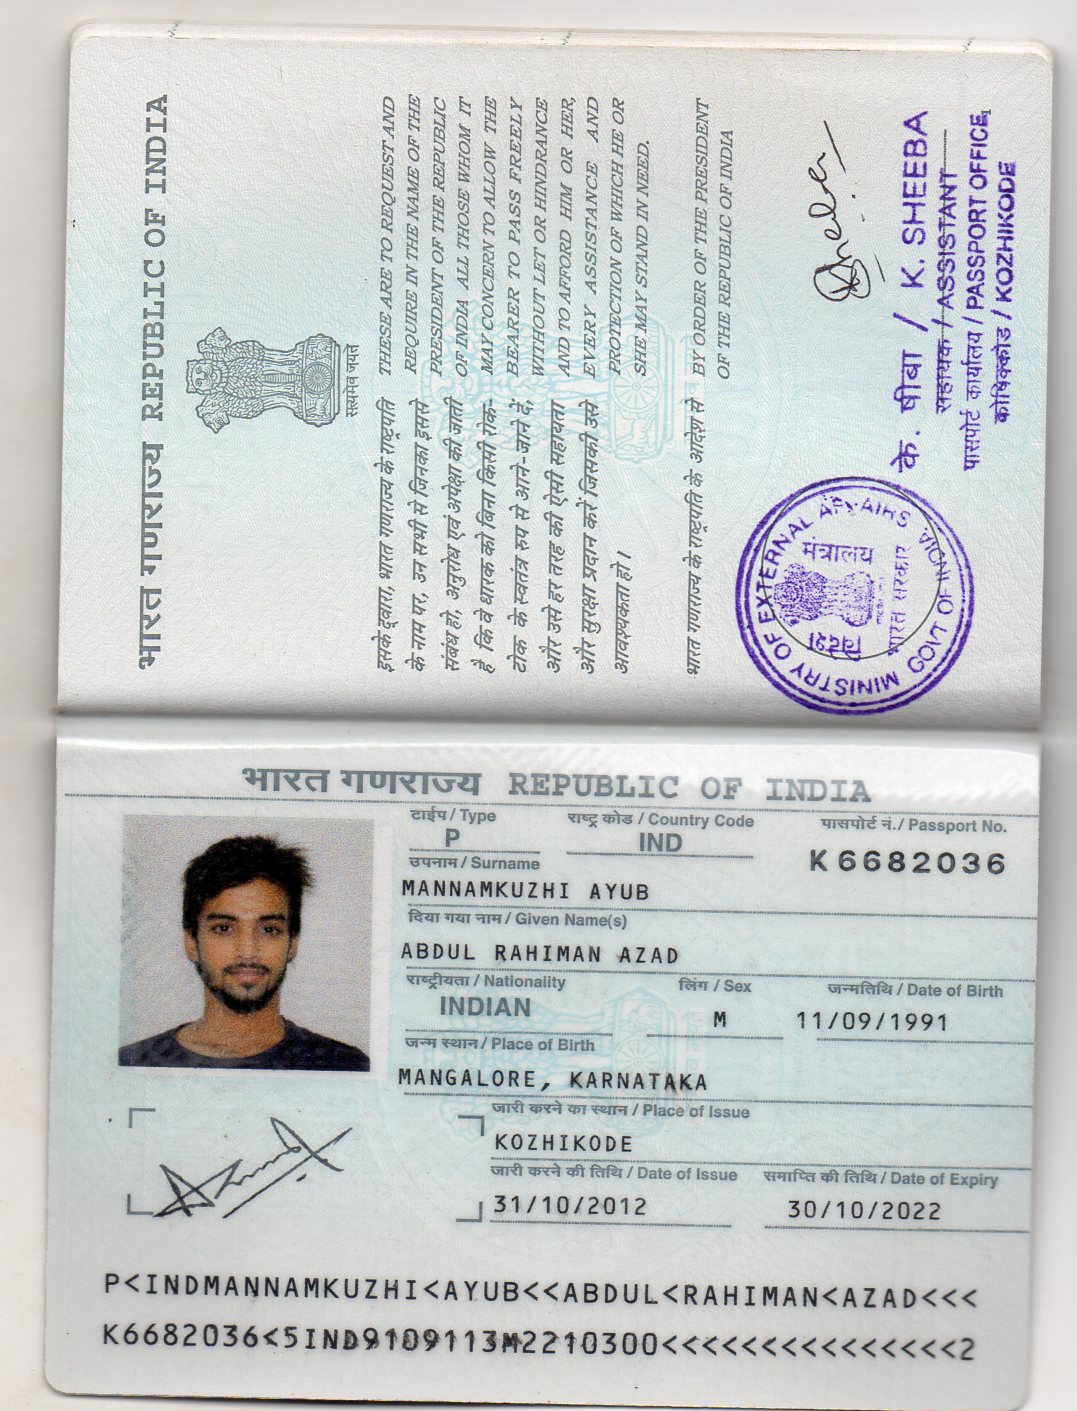 भारत गणराज्य REPUBLIC OF INDIA
सत्यमेव जयते
इसके द्वारा, भारत गणराज्य के राष्ट्रपति
के नाम पर, उन सभी से जिनका इससे
संबंध हो, अनुरोध एवं अपेक्षा की जाती
है कि वे धारक को बिना किसी रोक-
टोक के स्वतंत्र रुप से आने-जाने दें,
और उसे हर तरह की ऐसी सहायता
और सुरक्षा प्रदान करें जिसकी उसे
आवश्यकता हो।
भारत गणराज्य के राष्ट्रपति के आदेश से
THESE ARE TO REQUEST AND
REQUIRE IN THE NAME OF THE
PRESIDENT OF THE REPUBLIC
OF INDIA ALL THOSE WHOM IT
MAY CONCERN TO ALLOW THE
BEARER TO PASS FREELY
WITHOUT LET OR HINDRANCE
AND TO AFFORD HIM OR HER,
EVERY ASSISTANCE AND
PROTECTION OF WHICH HE OR
SHE MAY STAND IN NEED.
BY ORDER OF THE PRESIDENT
OF THE REPUBLIC OF INDIA
MINISTRY OF EXTERNAL AFFAIRS
GOVT OF INDIA
विदेश मंत्रालय
भारत सरकार
के. षीबा / K. SHEEBA
सहायक / ASSISTANT
पासपोर्ट कार्यालय / PASSPORT OFFICE
कोषिक्कोड / KOZHIKODE
भारत गणराज्य REPUBLIC OF INDIA
टाईप / Type राष्ट्र कोड / Country Code पासपोर्ट नं. / Passport No.
P IND K6682036
उपनाम / Surname
MANNAMKUZHI AYUB
दिया गया नाम / Given Name(s)
ABDUL RAHIMAN AZAD
राष्ट्रीयता / Nationality लिंग / Sex जन्मतिथि / Date of Birth
INDIAN M 11/09/1991
जन्म स्थान / Place of Birth
MANGALORE, KARNATAKA
जारी करने का स्थान / Place of Issue
KOZHIKODE
जारी करने की तिथि / Date of Issue समाप्ति की तिथि / Date of Expiry
31/10/2012 30/10/2022
P<INDMANNAMKUZHI<AYUB<<ABDUL<RAHIMAN<AZAD<<<
K6682036<5IND9109113M2210300<<<<<<<<<<<<<<<2